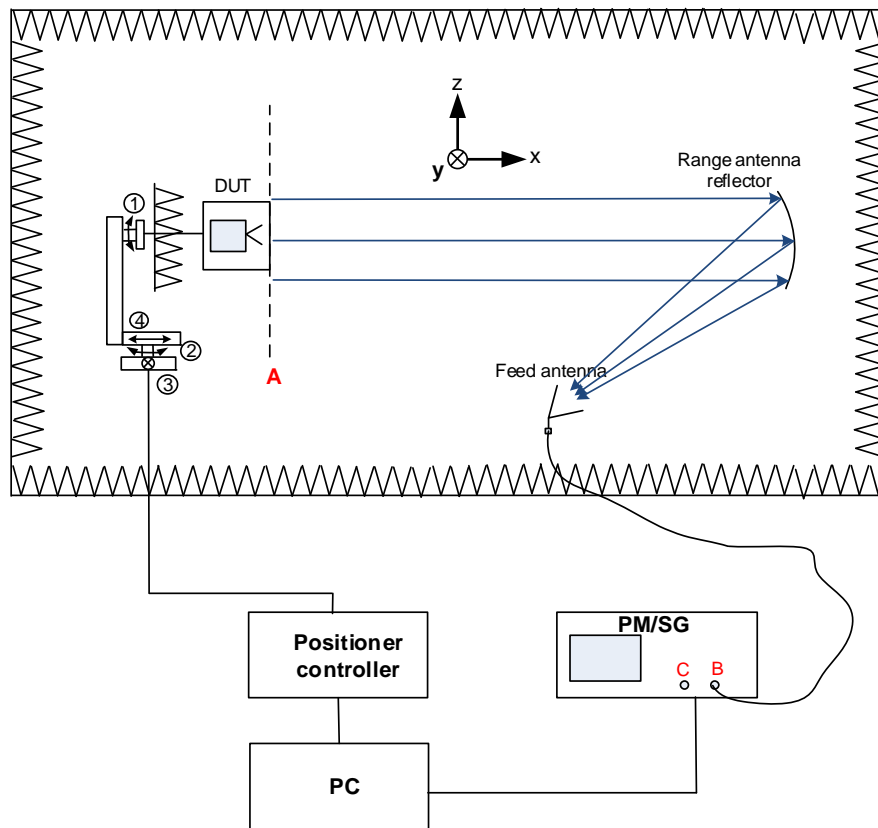 z
y
x
Range antenna
reflector
DUT
①
④
②
③
A
Feed antenna
PM/SG
C
B
Positioner
controller
PC